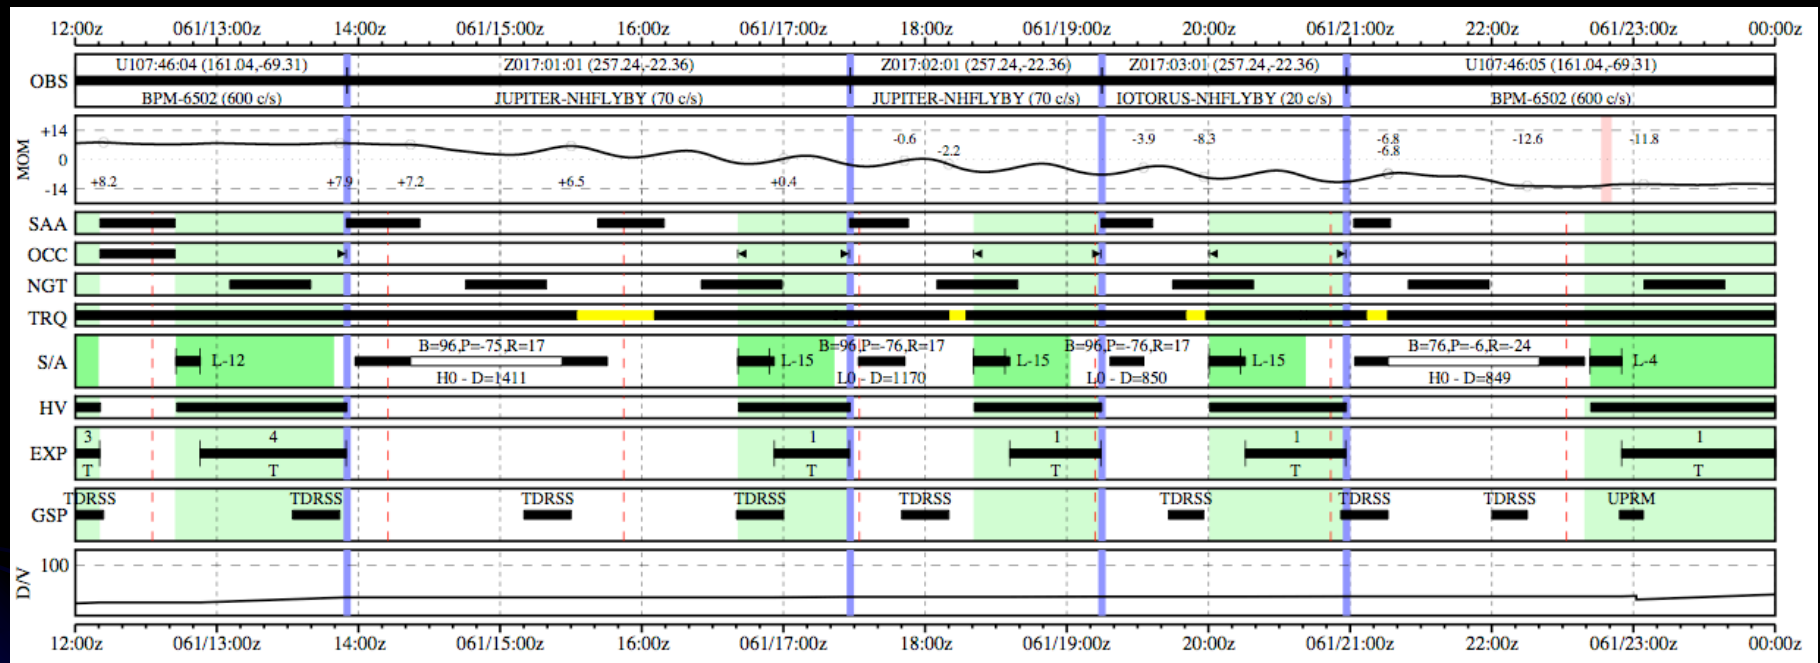 12:00z 061/13:00z 14:00z 061/15:00z 16:00z 061/17:00z 18:00z 061/19:00z 20:00z 061/21:00z 22:00z 061/23:00z 00:00z
U107:46:04 (161.04,-69.31) Z017:01:01 (257.24,-22.36) Z017:02:01 (257.24,-22.36) Z017:03:01 (257.24,-22.36) U107:46:05 (161.04,-69.31)
OBS
BPM-6502 (600 c/s) JUPITER-NHFLYBY (70 c/s) JUPITER-NHFLYBY (70 c/s) IOTORUS-NHFLYBY (20 c/s) BPM-6502 (600 c/s)
MOM
+14
-0.6 -3.9 -8.3 -6.8 -12.6 -11.8
-2.2 -6.8
0
+8.2 +7.9 +7.2 +6.5 +0.4
-14
SAA
OCC
NGT
TRQ
B=96,P=-75,R=17 B=96,P=-76,R=17 B=96,P=-76,R=17 B=76,P=-6,R=-24
S/A L-12 L-15 L-15 L-15 L-4
H0 - D=1411 L0 - D=1170 L0 - D=850 H0 - D=849
HV
3 4 1 1 1 1
EXP
T T T T T T
TDRSS TDRSS TDRSS TDRSS TDRSS TDRSS TDRSS TDRSS UPRM
GSP
D/V
100
12:00z 061/13:00z 14:00z 061/15:00z 16:00z 061/17:00z 18:00z 061/19:00z 20:00z 061/21:00z 22:00z 061/23:00z 00:00z